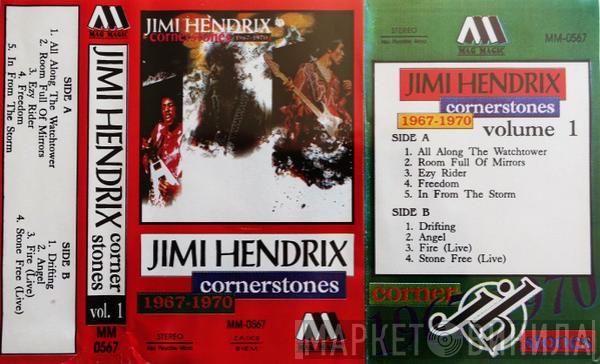 SIDE A
1. All Along The Watchtower
2. Room Full Of Mirrors
3. Ezy Rider
4. Freedom
5. In From The Storm
SIDE B
1. Drifting
2. Angel
3. Fire (Live)
4. Stone Free (Live)
MAG MAGIC
JIMI HENDRIX corner stones
vol. 1
MM
0567
JIMI HENDRIX
cornerstones 1967-1970
JIMI HENDRIX
cornerstones
1967-1970
STEREO
MM-0567
STEREO
MAG MAGIC
MM-0567
JIMI HENDRIX
cornerstones
1967-1970
volume 1
SIDE A
1. All Along The Watchtower
2. Room Full Of Mirrors
3. Ezy Rider
4. Freedom
5. In From The Storm
SIDE B
1. Drifting
2. Angel
3. Fire (Live)
4. Stone Free (Live)
corner
1967-1970
stones
МАРКЕТ ВИНИЛА